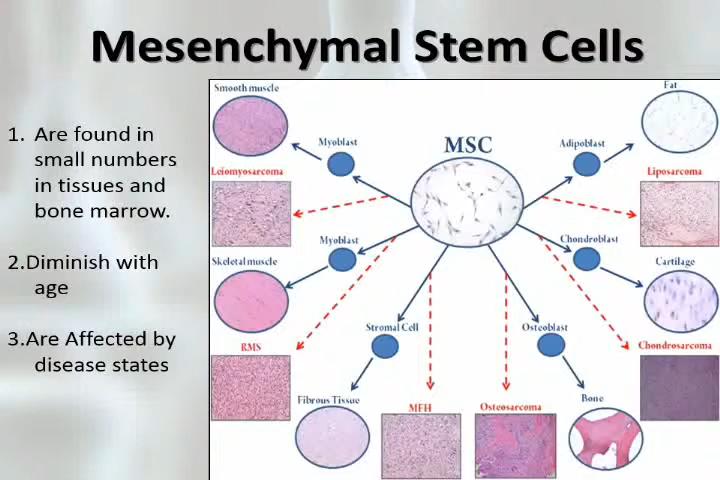 Mesenchymal Stem Cells
1. Are found in
small numbers
in tissues and
bone marrow.
2.Diminish with
age
3.Are Affected by
disease states
Smooth muscle
Fat
Myoblast
MSC
Adipoblast
Leiomyosarcoma
Liposarcoma
Myoblast
Chondroblast
Skeletal muscle
Cartilage
Stromal Cell
Osteoblast
RMS
Chondrosarcoma
Fibrous Tissue
MFH
Osteosarcoma
Bone